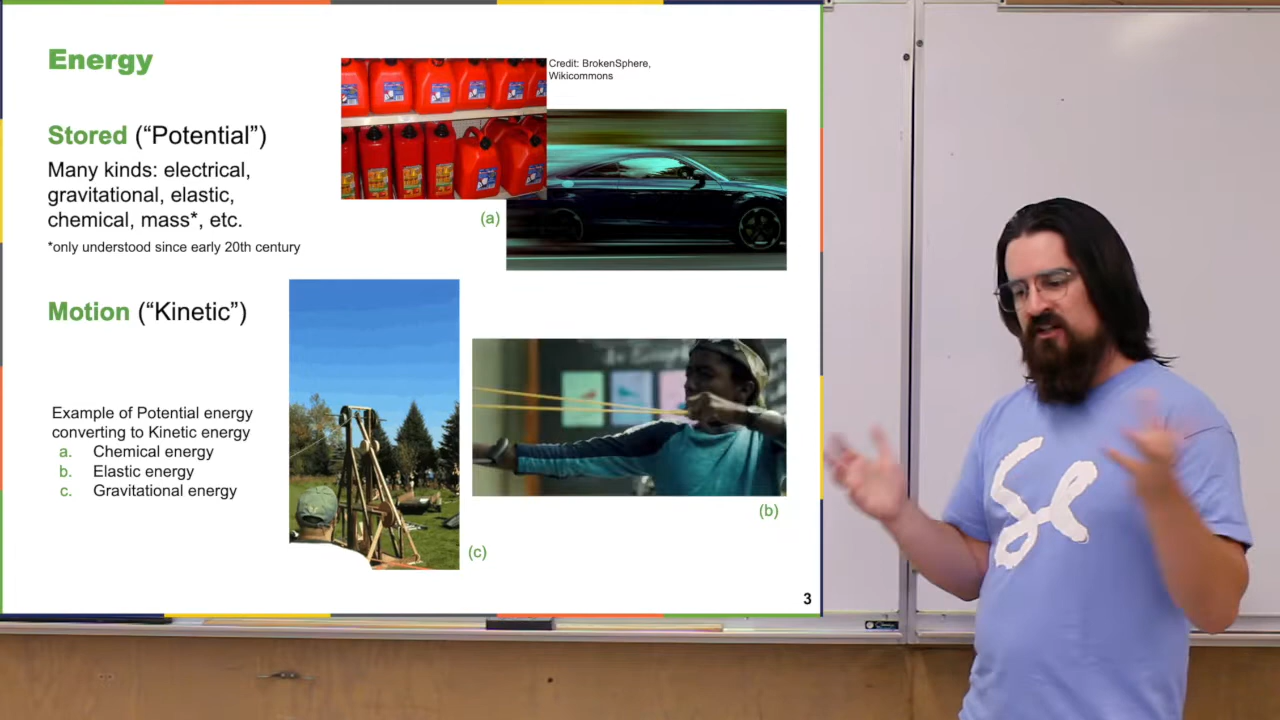 Energy
Credit: BrokenSphere,
Wikicommons
Stored (“Potential”)
Many kinds: electrical,
gravitational, elastic,
chemical, mass*, etc.
*only understood since early 20th century
(a)
Motion (“Kinetic”)
Example of Potential energy
converting to Kinetic energy
a. Chemical energy
b. Elastic energy
c. Gravitational energy
(b)
(c)
3